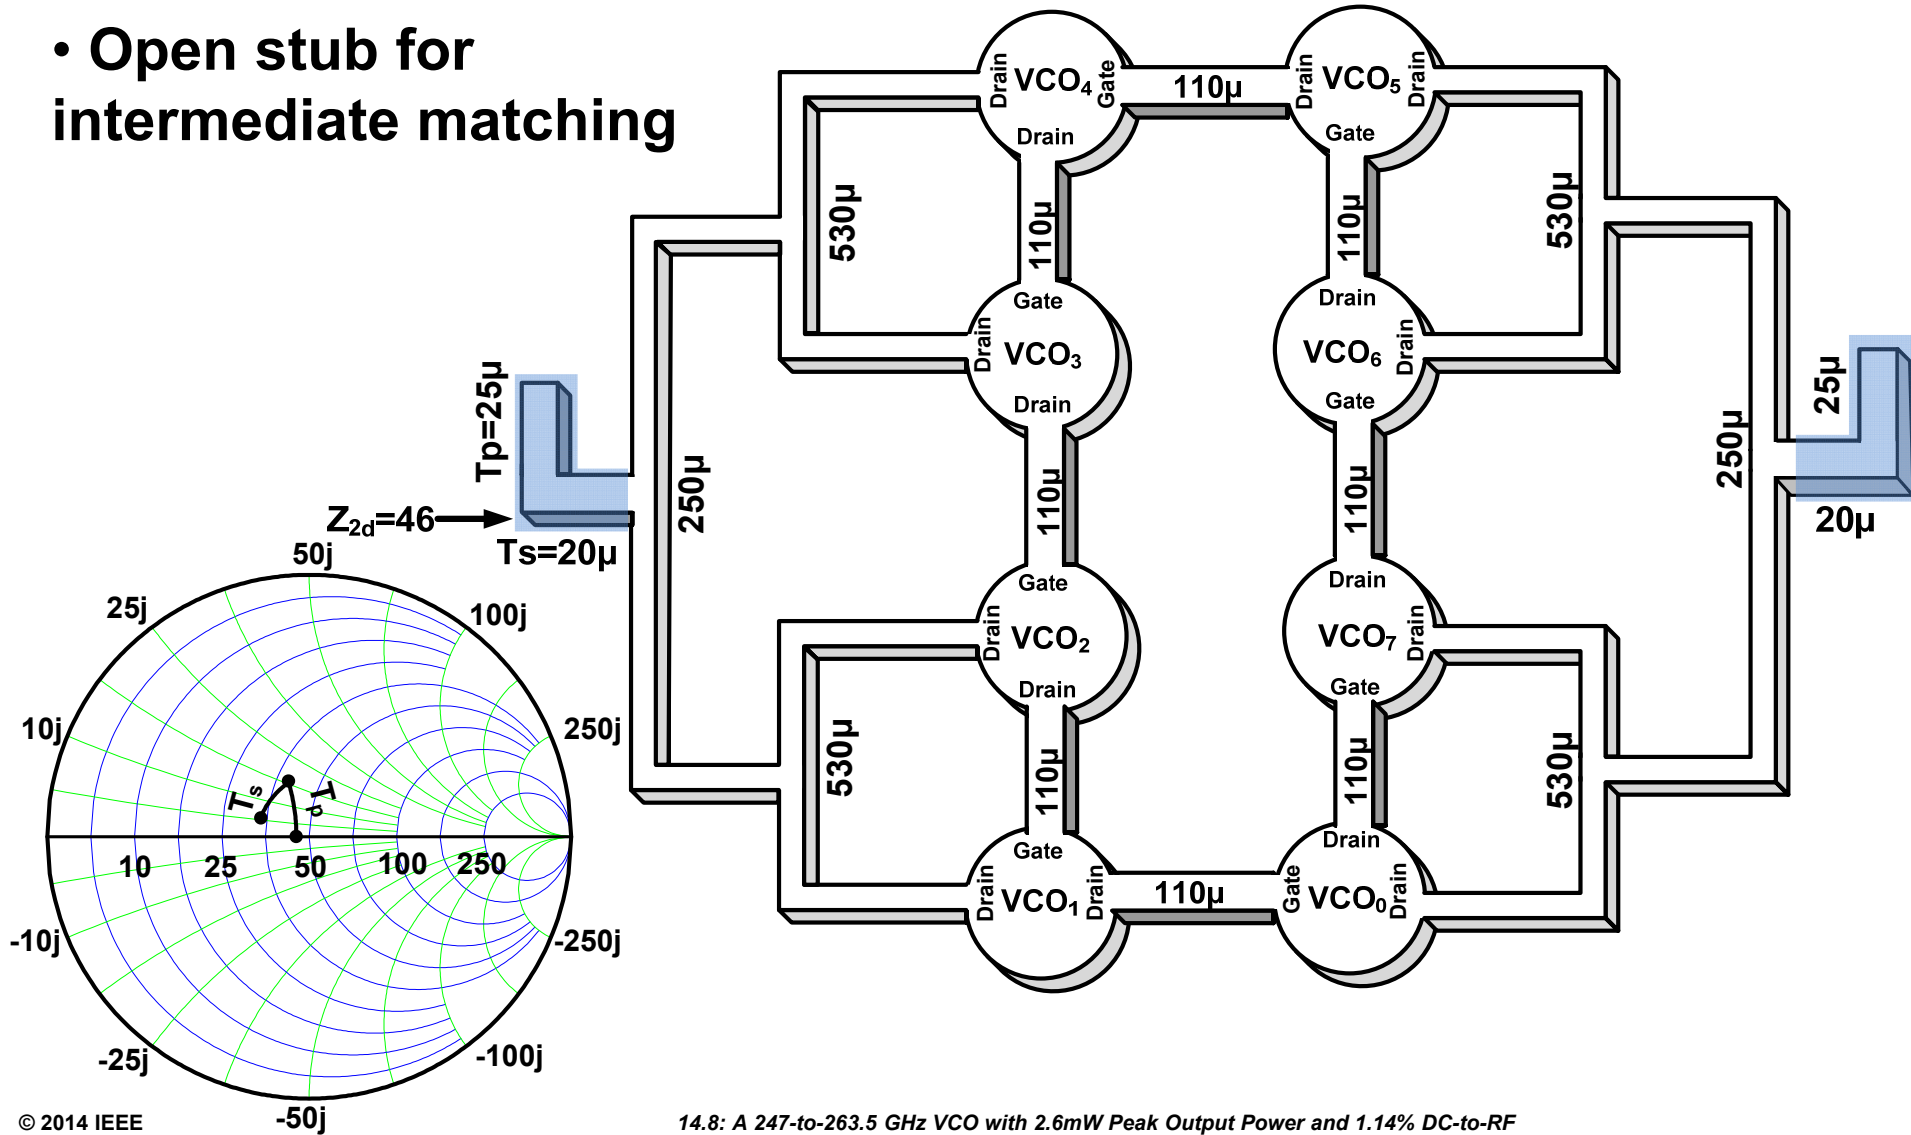 • Open stub for
intermediate matching
Drain VCO4 Gate
Drain
110µ
Drain VCO5 Drain
Gate
530µ
110µ
110µ
530µ
Gate
Drain VCO3
Drain
Drain
VCO6 Drain
Gate
Tp=25µ
25µ
250µ
110µ
110µ
250µ
Z2d=46
Ts=20µ
20µ
Gate
Drain VCO2
Drain
Drain
VCO7 Drain
Gate
530µ
110µ
110µ
530µ
Gate
Drain VCO1 Drain
110µ
Drain
Gate VCO0 Drain
50j
25j
100j
10j
250j
Ts
Tp
10
25
50
100
250
-10j
-250j
-25j
-100j
-50j
© 2014 IEEE
14.8: A 247-to-263.5 GHz VCO with 2.6mW Peak Output Power and 1.14% DC-to-RF